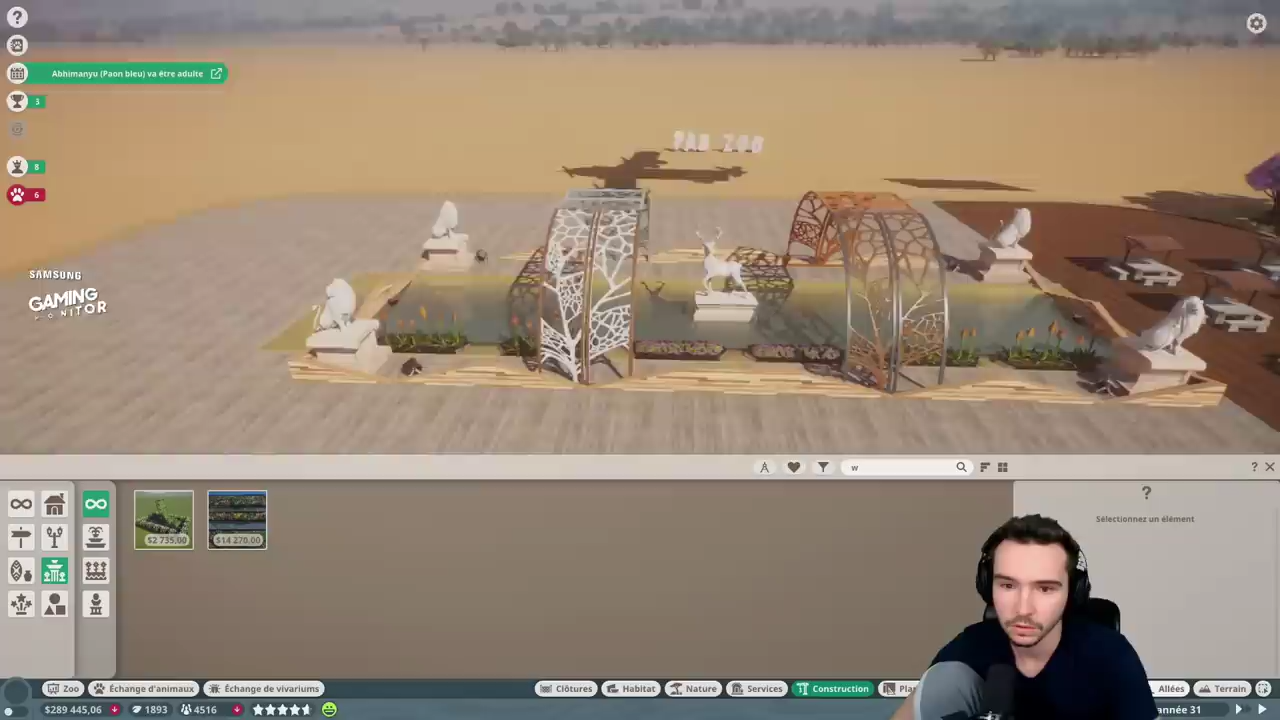 ?
Abhimanyu (Paon bleu) va être adulte
3
8
6
SAMSUNG
GAMING
MONITOR
PAU ZOO
w
?
?
Sélectionnez un élément
$2 735,00
$14 270,00
Zoo
Échange d'animaux
Échange de vivariums
Clôtures
Habitat
Nature
Services
Construction
Allées
Terrain
$289 445,06
1893
4516
année 31